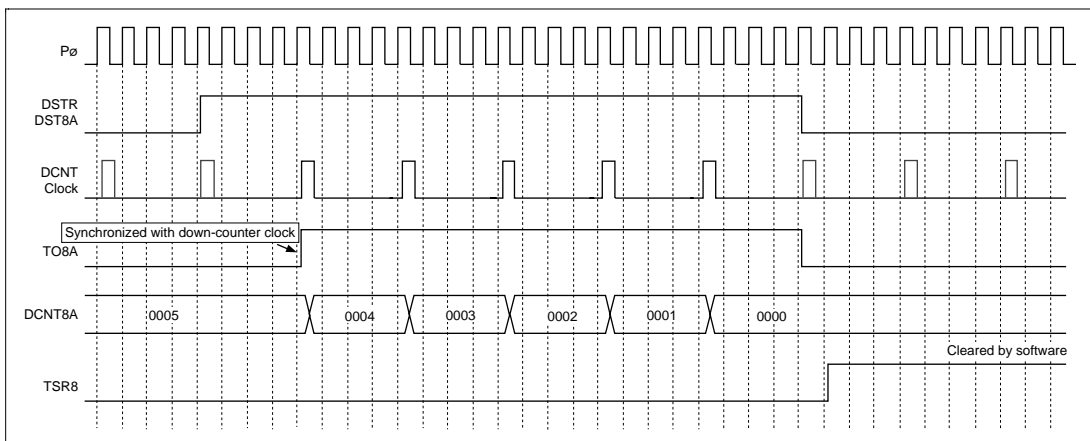 Pø
DSTR
DST8A
DCNT
Clock
Synchronized with down-counter clock
TO8A
DCNT8A
0005
0004
0003
0002
0001
0000
Cleared by software
TSR8